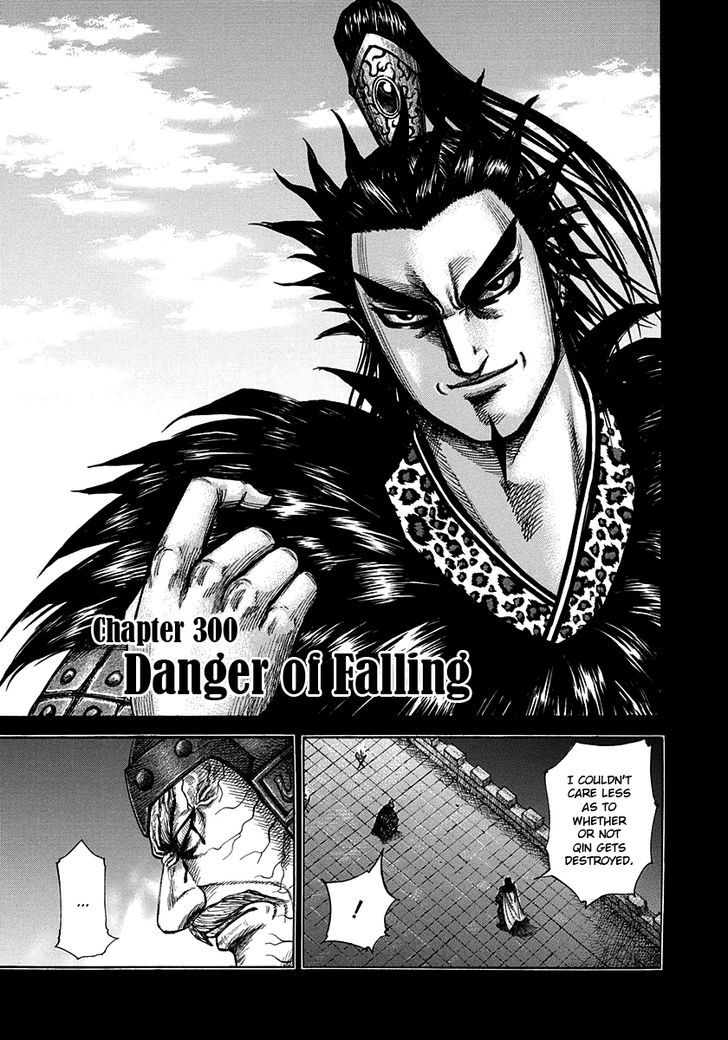 Chapter 300
Danger of Falling
I COULDN'T
CARE LESS
AS TO
WHETHER
OR NOT
QIN GETS
DESTROYED.
!
...